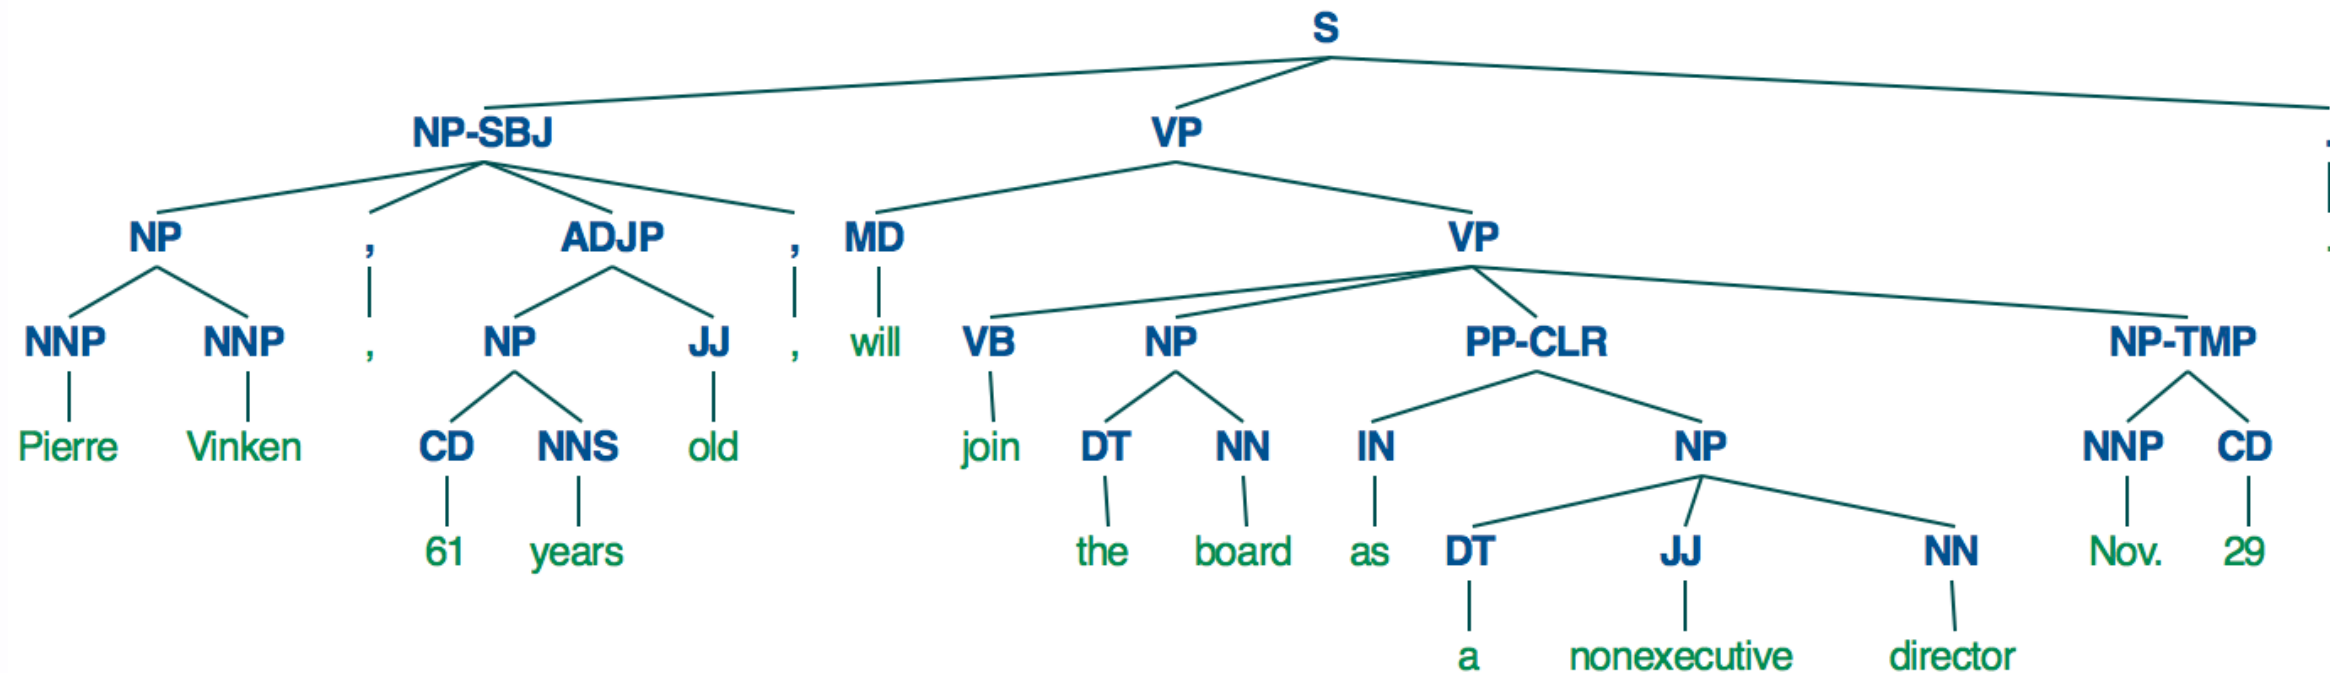 S
NP-SBJ VP .
NP , ADJP , MD VP
NNP NNP , NP JJ , will VB NP PP-CLR NP-TMP
Pierre Vinken CD NNS old join DT NN IN NP NNP CD
61 years the board as DT JJ NN Nov. 29
a nonexecutive director